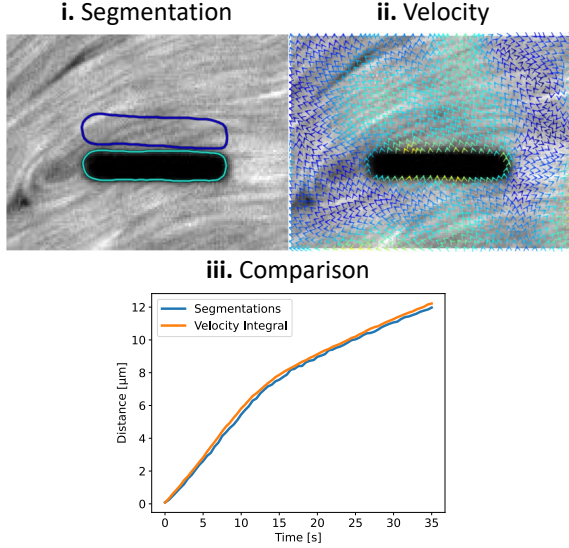 i. Segmentation
ii. Velocity
iii. Comparison
Segmentations
Velocity Integral
Distance [µm]
12
10
8
6
4
2
0
0 5 10 15 20 25 30 35
Time [s]